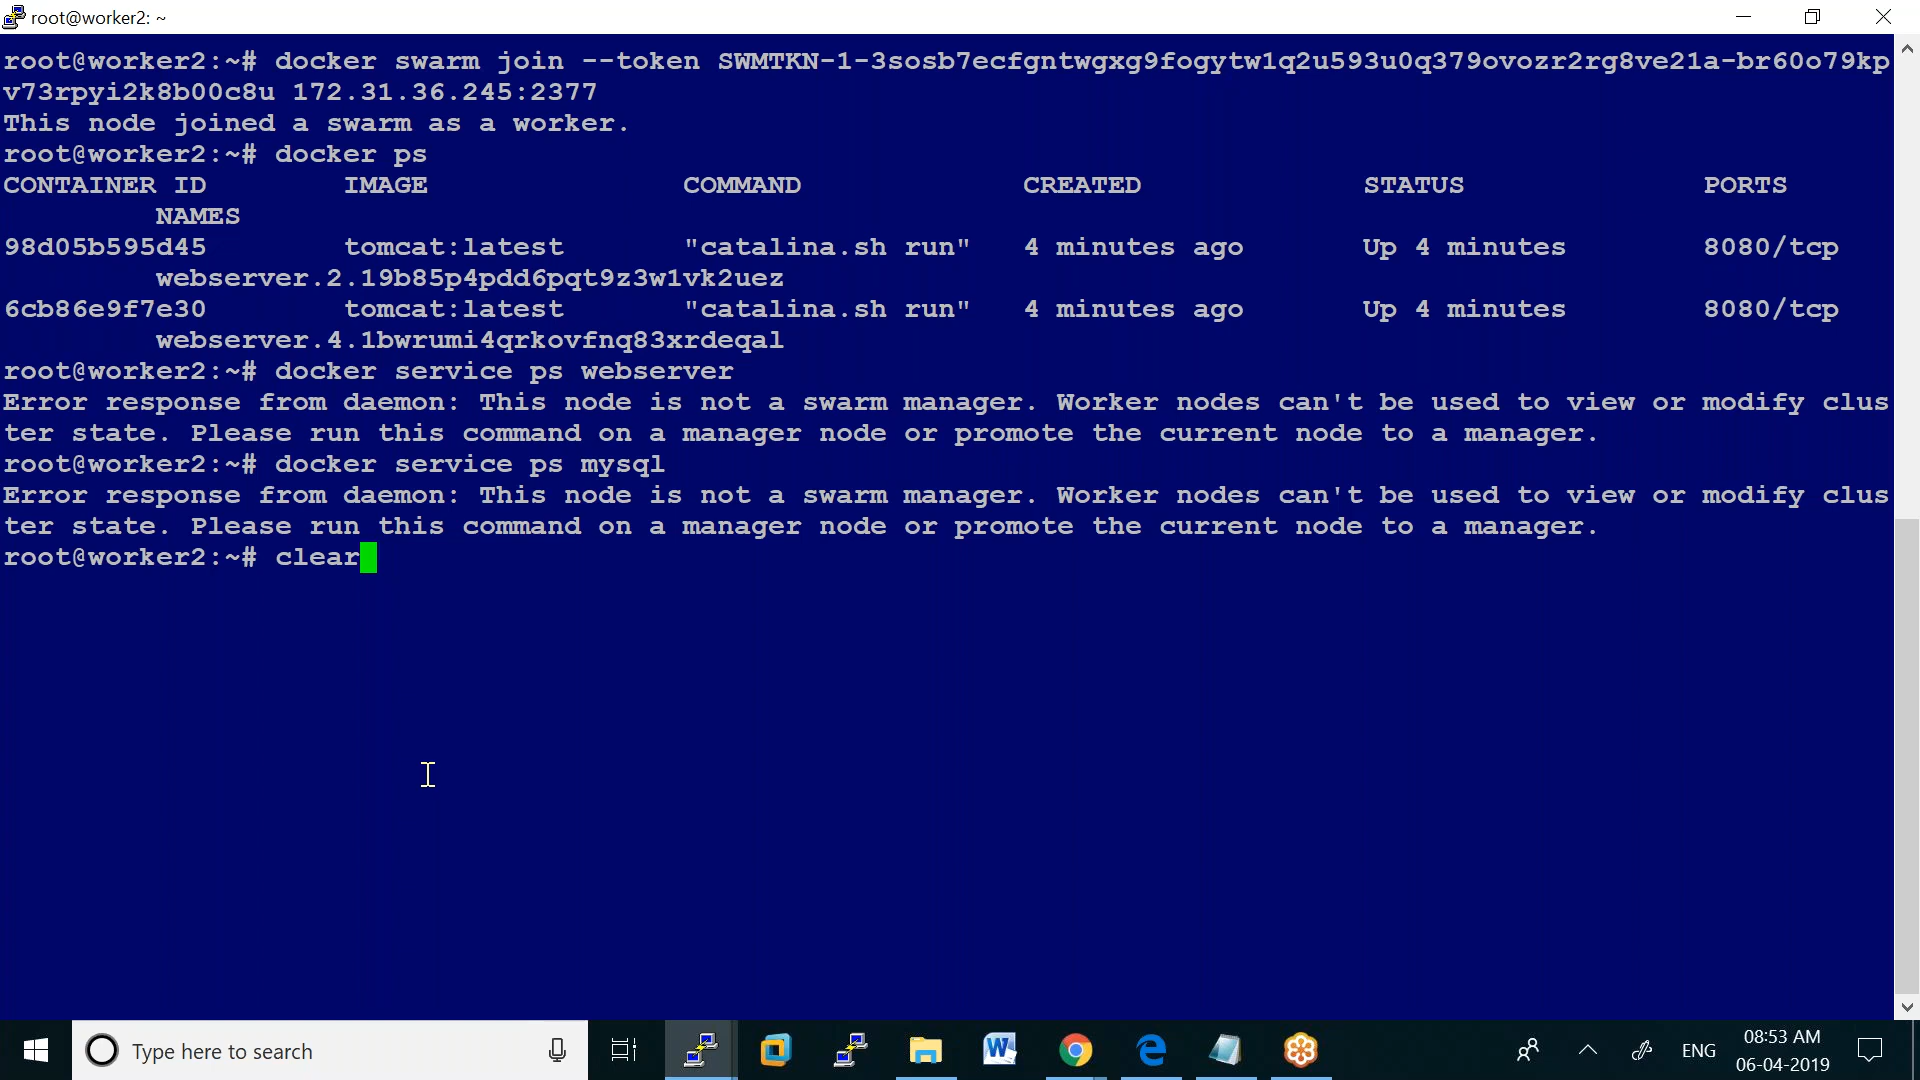 root@worker2: ~
root@worker2:~# docker swarm join --token SWMTKN-1-3sosb7ecfgntwgxg9fogytw1q2u593u0q379ovozr2rg8ve21a-br60o79kp
v73rpyi2k8b00c8u 172.31.36.245:2377
This node joined a swarm as a worker.
root@worker2:~# docker ps
CONTAINER ID        IMAGE               COMMAND             CREATED             STATUS              PORTS
         NAMES
98d05b595d45        tomcat:latest       "catalina.sh run"   4 minutes ago       Up 4 minutes        8080/tcp
         webserver.2.19b85p4pdd6pqt9z3w1vk2uez
6cb86e9f7e30        tomcat:latest       "catalina.sh run"   4 minutes ago       Up 4 minutes        8080/tcp
         webserver.4.1bwrumi4qrkovfnq83xrdeqal
root@worker2:~# docker service ps webserver
Error response from daemon: This node is not a swarm manager. Worker nodes can't be used to view or modify clus
ter state. Please run this command on a manager node or promote the current node to a manager.
root@worker2:~# docker service ps mysql
Error response from daemon: This node is not a swarm manager. Worker nodes can't be used to view or modify clus
ter state. Please run this command on a manager node or promote the current node to a manager.
root@worker2:~# clear
Type here to search
W
ENG
08:53 AM
06-04-2019